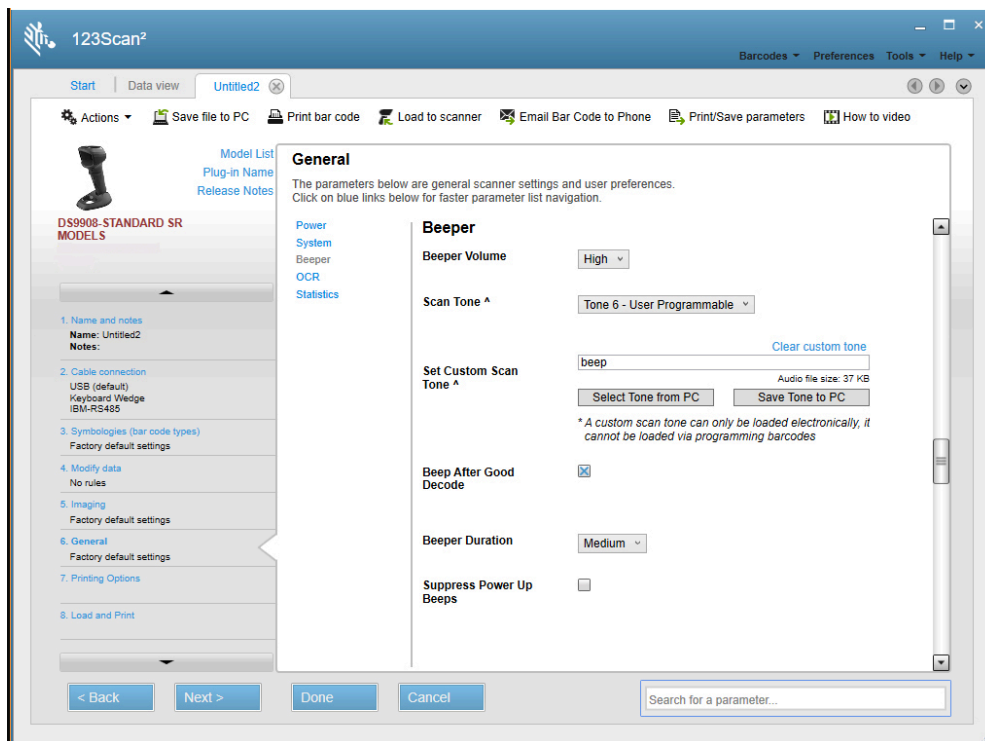 123Scan²
Barcodes Preferences Tools Help
Start Data view Untitled2
Actions Save file to PC Print bar code Load to scanner Email Bar Code to Phone Print/Save parameters How to video
Model List
Plug-in Name
Release Notes
DS9908-STANDARD SR
MODELS
1. Name and notes
Name: Untitled2
Notes:
2. Cable connection
USB (default)
Keyboard Wedge
IBM-RS485
3. Symbologies (bar code types)
Factory default settings
4. Modify data
No rules
5. Imaging
Factory default settings
6. General
Factory default settings
7. Printing Options
8. Load and Print
General
The parameters below are general scanner settings and user preferences.
Click on blue links below for faster parameter list navigation.
Power
System
Beeper
OCR
Statistics
Beeper
Beeper Volume High
Scan Tone ^ Tone 6 - User Programmable
Clear custom tone
Set Custom Scan
Tone ^
beep
Audio file size: 37 KB
Select Tone from PC Save Tone to PC
* A custom scan tone can only be loaded electronically, it
cannot be loaded via programming barcodes
Beep After Good
Decode
Beeper Duration Medium
Suppress Power Up
Beeps
< Back Next > Done Cancel Search for a parameter...